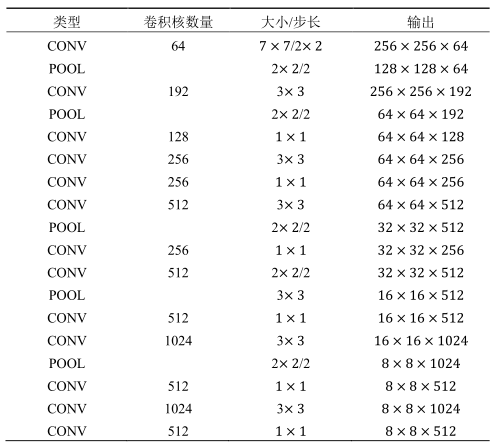 类型 卷积核数量 大小/步长 输出
CONV 64 7 × 7/2× 2 256 × 256 × 64
POOL 2× 2/2 128 × 128 × 64
CONV 192 3× 3 256 × 256 × 192
POOL 2× 2/2 64 × 64 × 192
CONV 128 1 × 1 64 × 64 × 128
CONV 256 3× 3 64 × 64 × 256
CONV 256 1 × 1 64 × 64 × 256
CONV 512 3× 3 64 × 64 × 512
POOL 2× 2/2 32 × 32 × 512
CONV 256 1 × 1 32 × 32 × 256
CONV 512 2× 2/2 32 × 32 × 512
POOL 3× 3 16 × 16 × 512
CONV 512 1 × 1 16 × 16 × 512
CONV 1024 3× 3 16 × 16 × 1024
POOL 2× 2/2 8 × 8 × 1024
CONV 512 1 × 1 8 × 8 × 512
CONV 1024 3× 3 8 × 8 × 1024
CONV 512 1 × 1 8 × 8 × 512